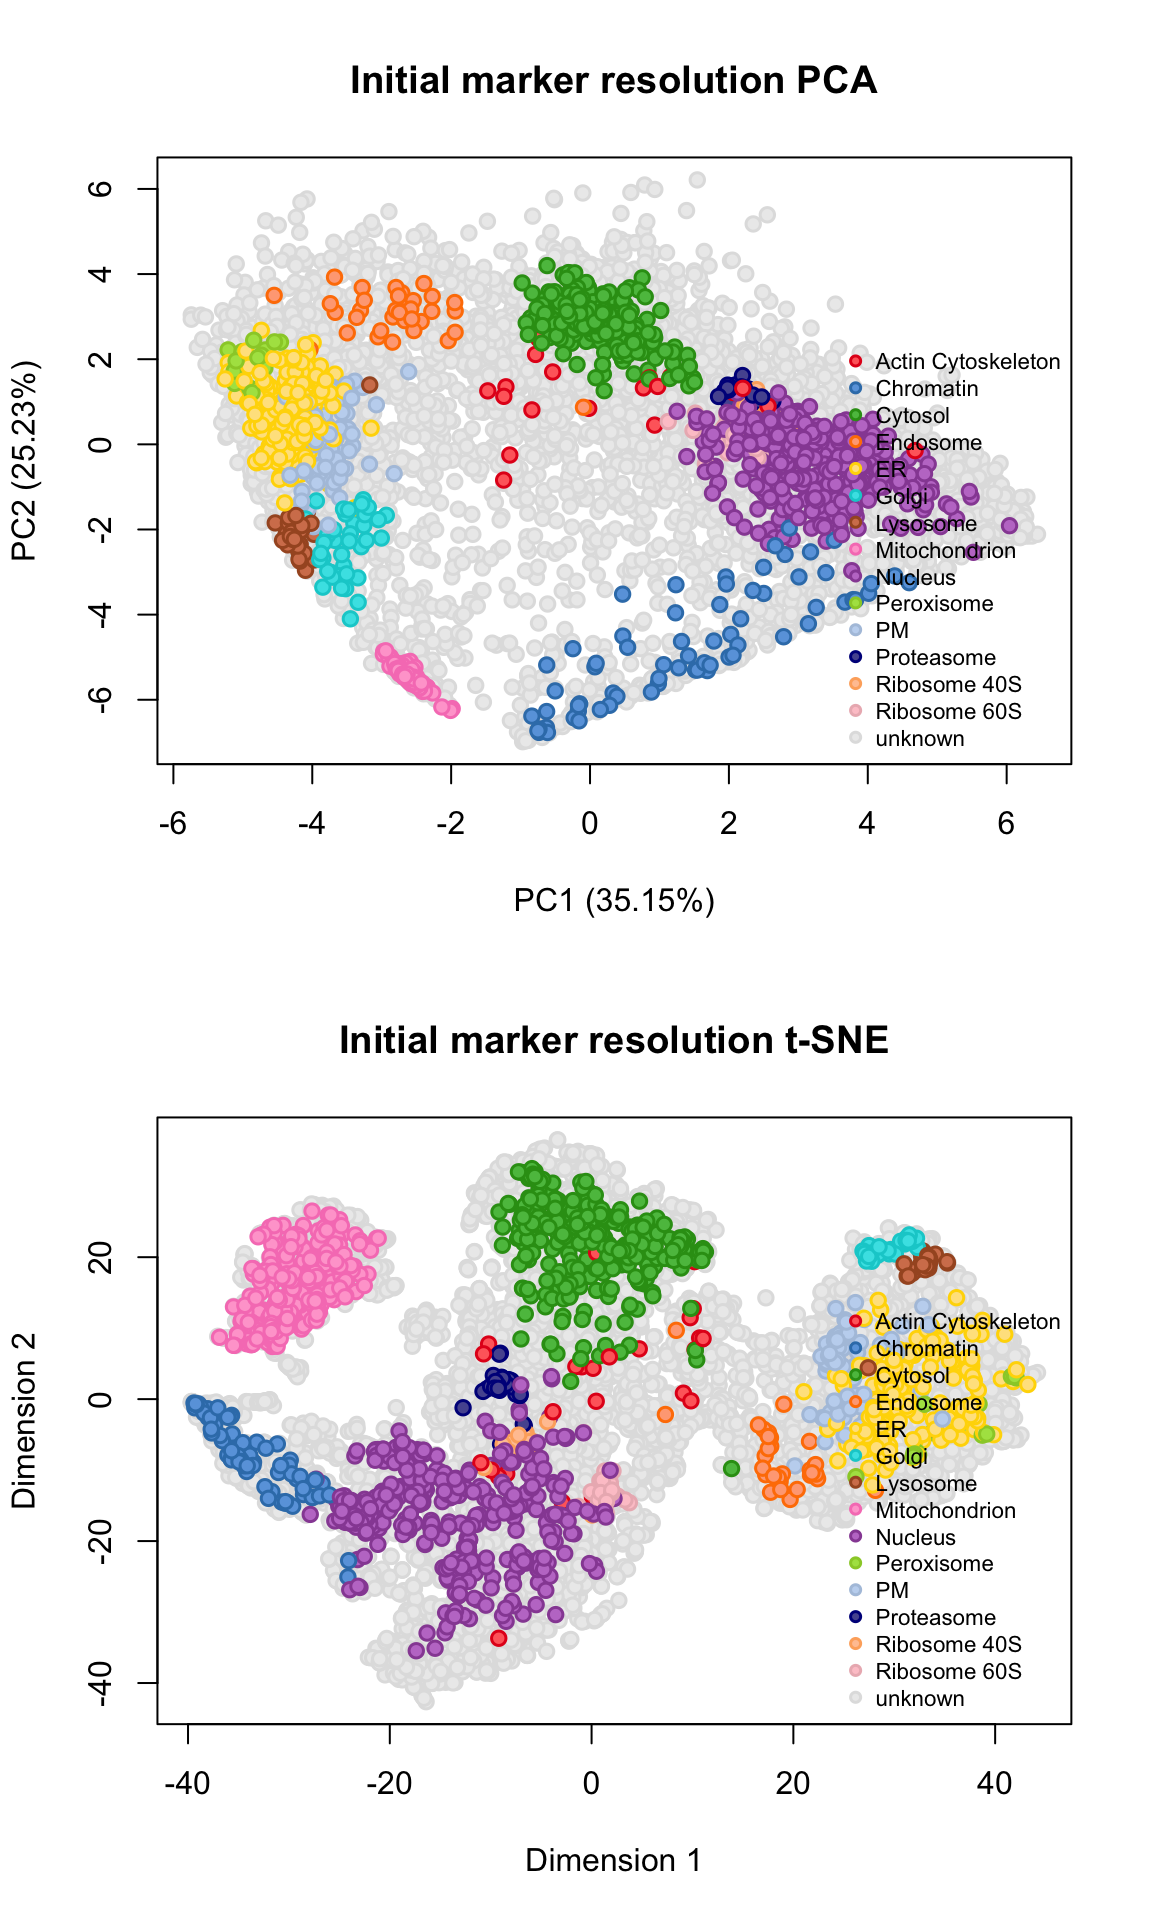 Initial marker resolution PCA
6
4
2
0
-2
-4
-6
PC2 (25.23%)
Actin Cytoskeleton
Chromatin
Cytosol
Endosome
ER
Golgi
Lysosome
Mitochondrion
Nucleus
Peroxisome
PM
Proteasome
Ribosome 40S
Ribosome 60S
unknown
-6 -4 -2 0 2 4 6
PC1 (35.15%)
Initial marker resolution t-SNE
20
0
-20
-40
Dimension 2
Actin Cytoskeleton
Chromatin
Cytosol
Endosome
ER
Golgi
Lysosome
Mitochondrion
Nucleus
Peroxisome
PM
Proteasome
Ribosome 40S
Ribosome 60S
unknown
-40 -20 0 20 40
Dimension 1